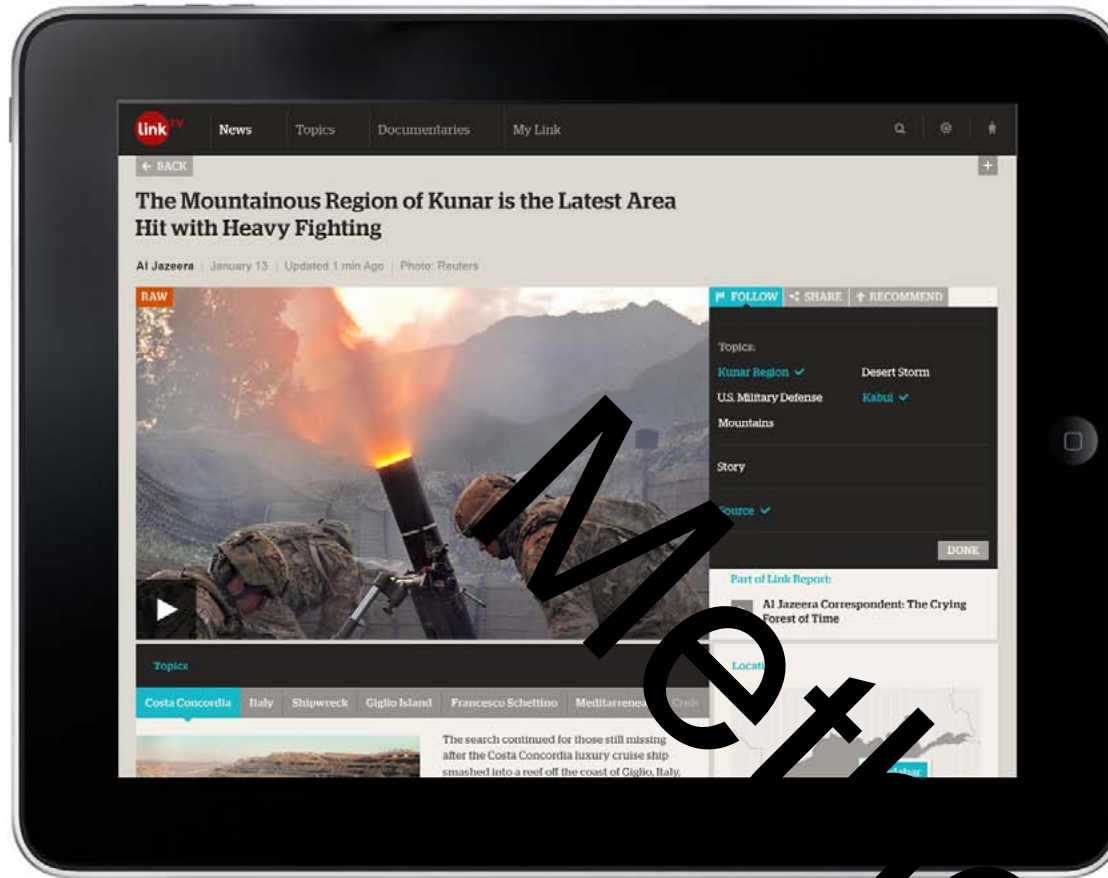 link TV
News Topics Documentaries My Link
← BACK
+
The Mountainous Region of Kunar is the Latest Area
Hit with Heavy Fighting
Al Jazeera | January 13 | Updated 1 min Ago | Photo: Reuters
RAW
FOLLOW SHARE RECOMMEND
Topics:
Kunar Region ✓ Desert Storm
U.S. Military Defense Kabul ✓
Mountains
Story
Source ✓
DONE
Part of Link Report:
Al Jazeera Correspondent: The Crying
Forest of Time
Topics
Costa Concordia Italy Shipwreck Giglio Island Francesco Schettino
The search continued for those still missing
after the Costa Concordia luxury cruise ship
smashed into a reef off the coast of Giglio, Italy,